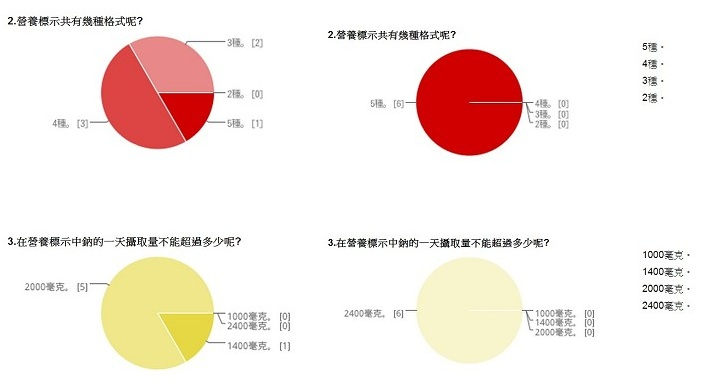 2.營養標示共有幾種格式呢?
3種。 [2]
2種。 [0]
4種。 [3]
5種。 [1]
2.營養標示共有幾種格式呢?
5種。 [6]
4種。 [0]
3種。 [0]
2種。 [0]
5種。
4種。
3種。
2種。
3.在營養標示中鈉的一天攝取量不能超過多少呢?
2000毫克。 [5]
1000毫克。 [0]
2400毫克。 [0]
1400毫克。 [1]
3.在營養標示中鈉的一天攝取量不能超過多少呢?
2400毫克。 [6]
1000毫克。 [0]
1400毫克。 [0]
2000毫克。 [0]
1000毫克。
1400毫克。
2000毫克。
2400毫克。